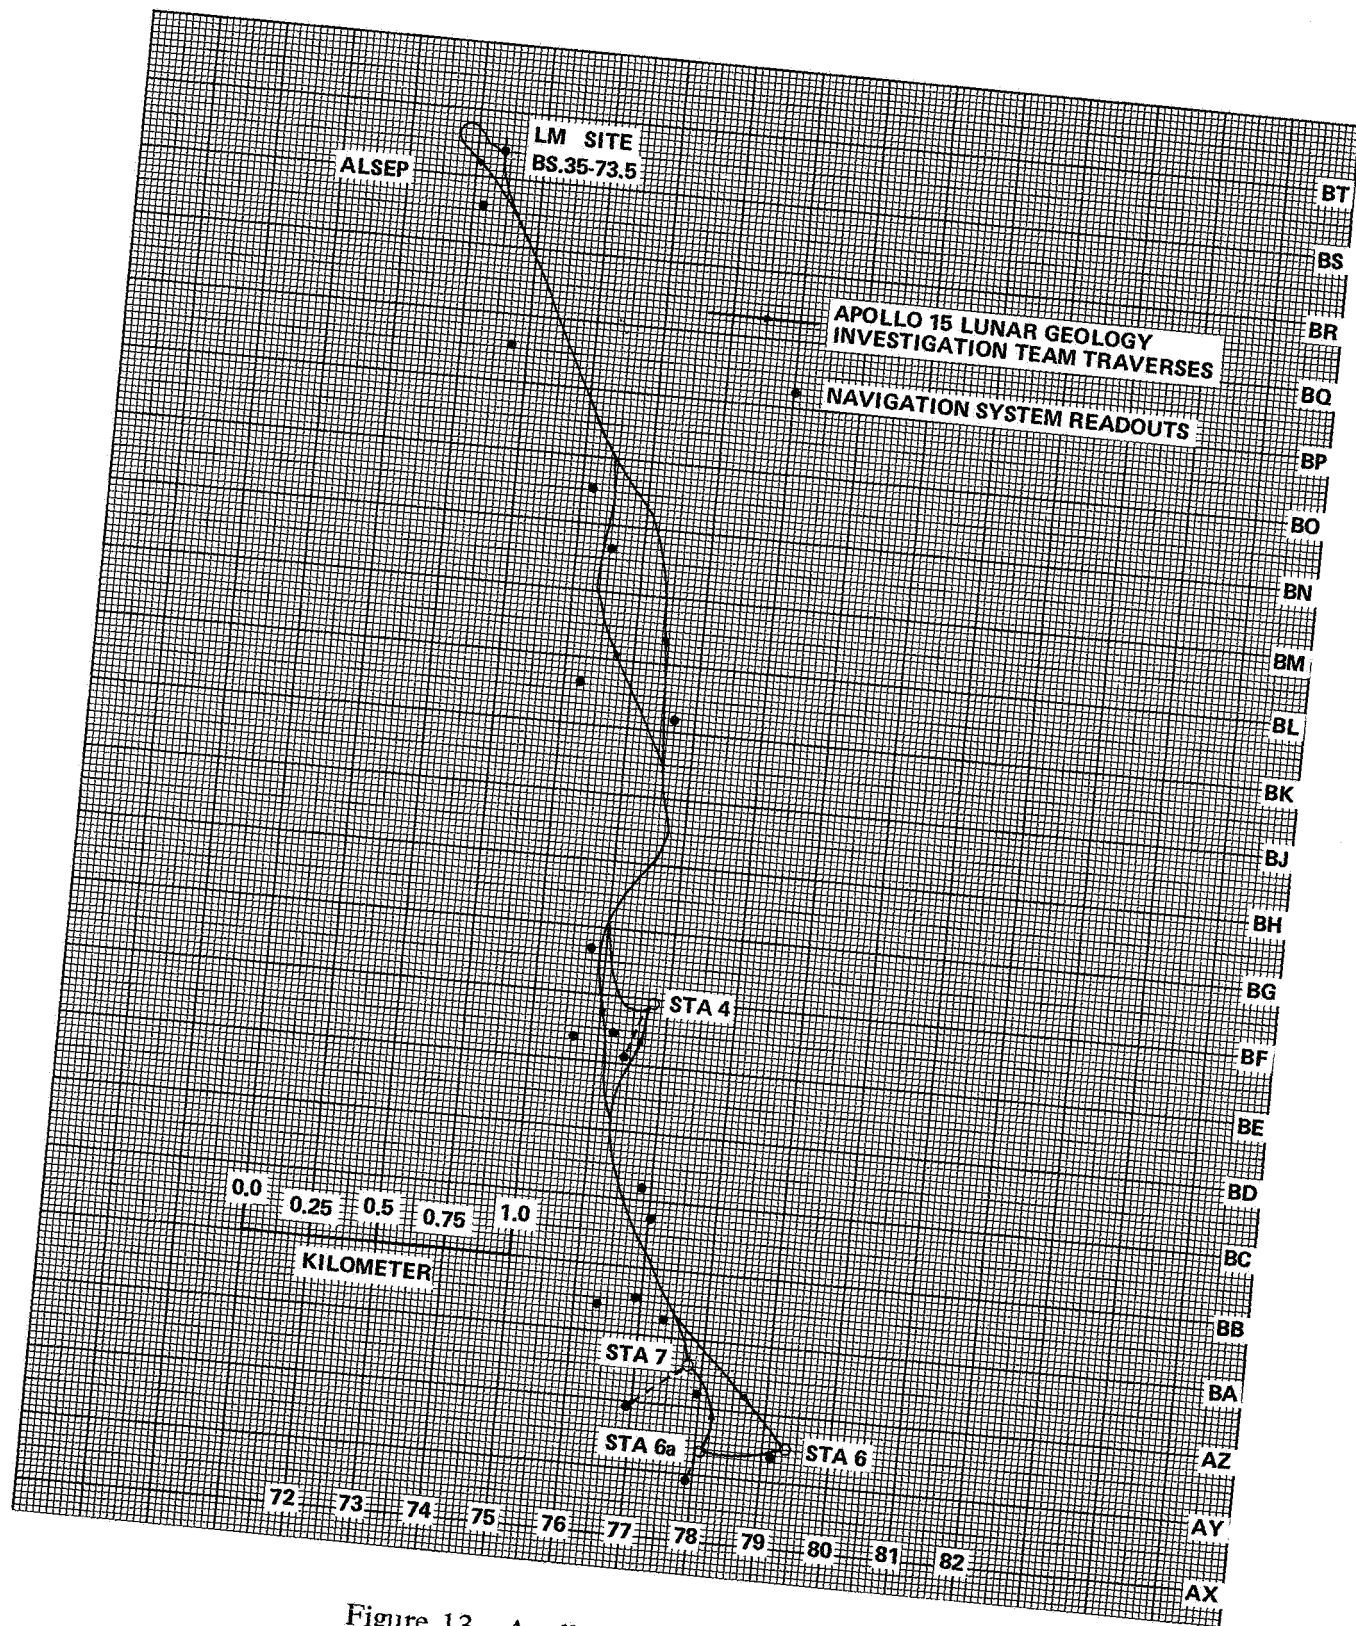 LM SITE
BS.35-73.5
ALSEP
BT
BS
APOLLO 15 LUNAR GEOLOGY
INVESTIGATION TEAM TRAVERSES
BR
NAVIGATION SYSTEM READOUTS
BQ
BP
BO
BN
BM
BL
BK
BJ
BH
BG
STA 4
BF
BE
BD
0.0 0.25 0.5 0.75 1.0
KILOMETER
BC
BB
STA 7
BA
STA 6a
STA 6
AZ
72 73 74 75 76 77 78 79 80 81 82
AY
AX
Figure 13